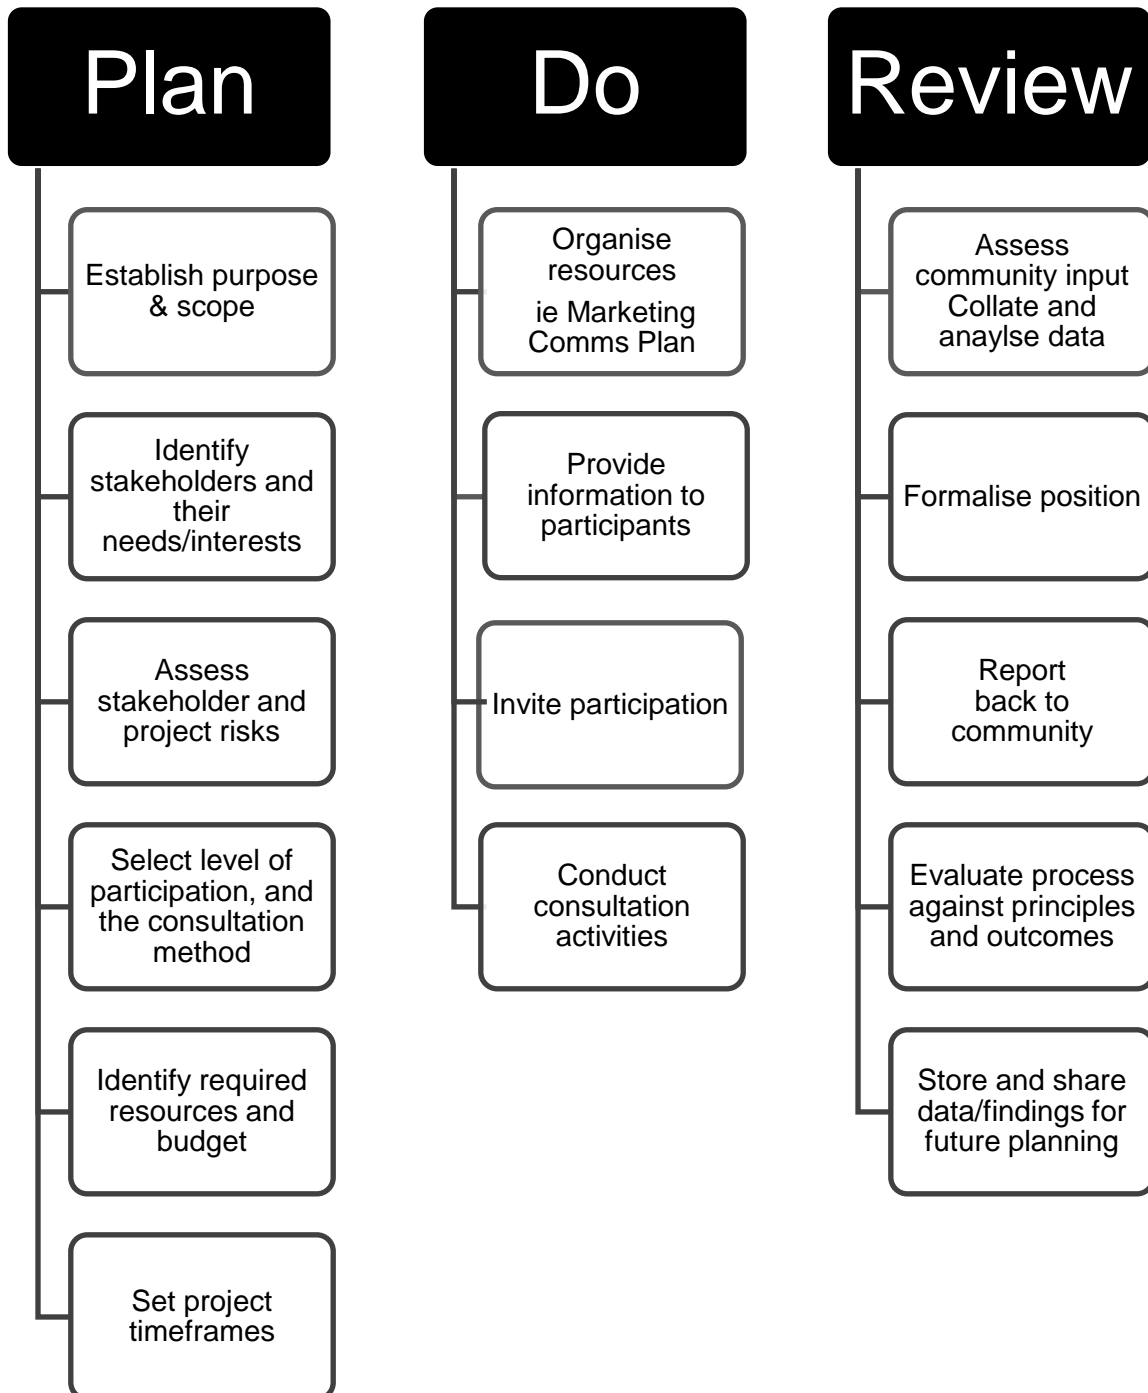 Plan
Establish purpose
& scope
Identify
stakeholders and
their
needs/interests
Assess
stakeholder and
project risks
Select level of
participation, and
the consultation
method
Identify required
resources and
budget
Set project
timeframes
Do
Organise
resources
ie Marketing
Comms Plan
Provide
information to
participants
Invite participation
Conduct
consultation
activities
Review
Assess
community input
Collate and
anaylse data
Formalise position
Report
back to
community
Evaluate process
against principles
and outcomes
Store and share
data/findings for
future planning